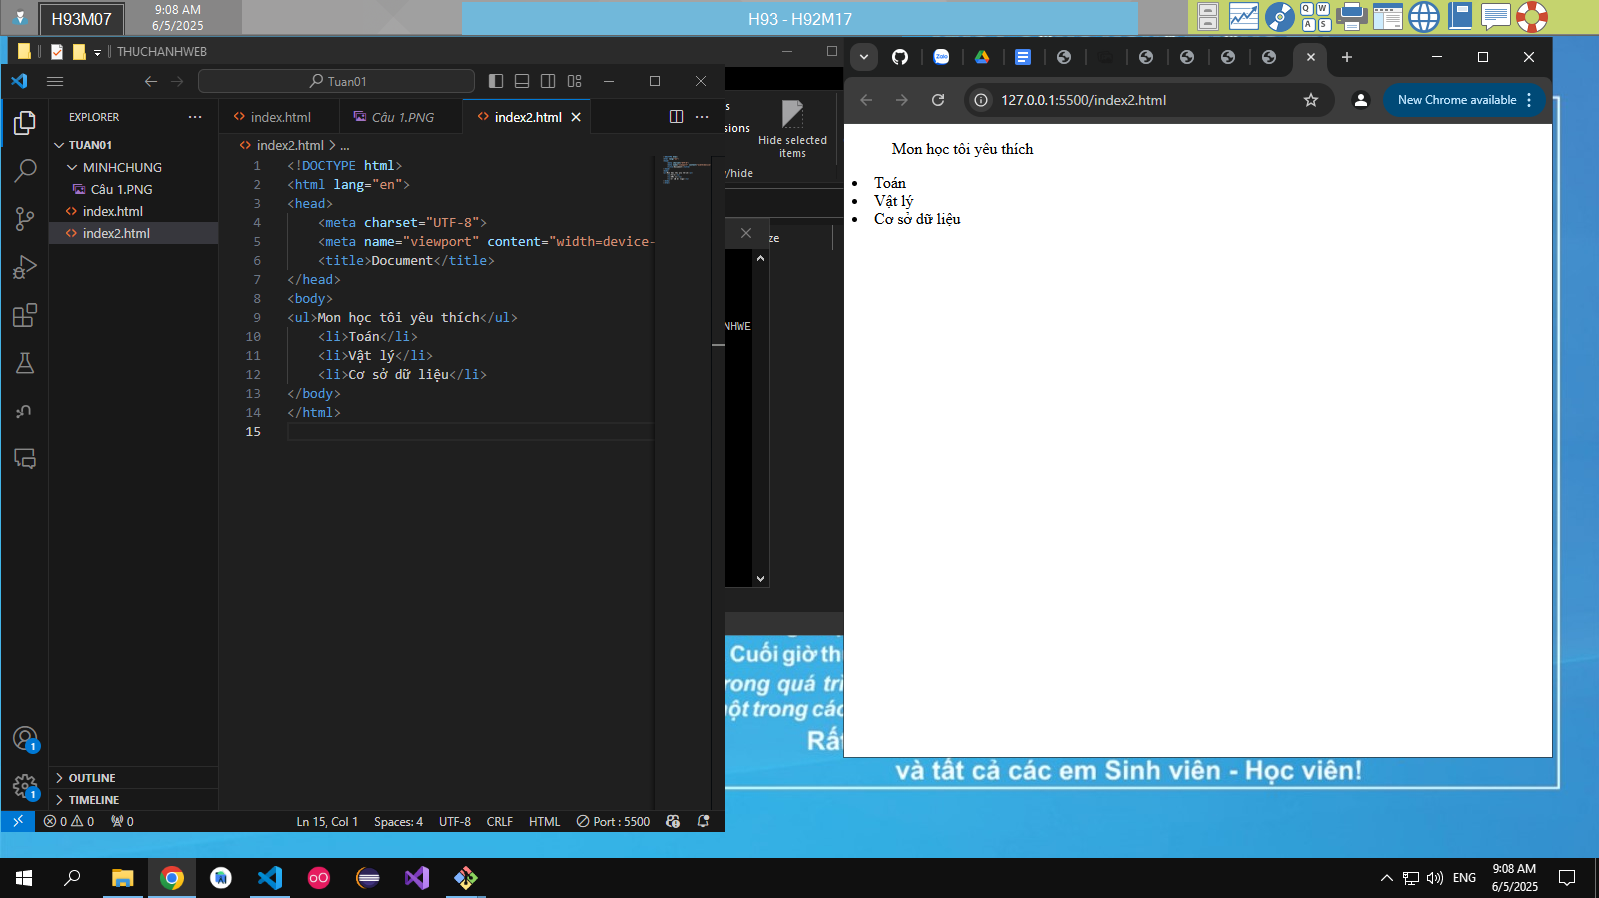 H93M07
9:08 AM
6/5/2025
H93 - H92M17
Q W
A S
THUCHANHWEB
Tuan01
EXPLORER
TUAN01
MINHCHUNG
Câu 1.PNG
index.html
index2.html
OUTLINE
TIMELINE
index.html
Câu 1.PNG
index2.html
index2.html > ...
1 <!DOCTYPE html>
2 <html lang="en">
3 <head>
4 <meta charset="UTF-8">
5 <meta name="viewport" content="width=device-
6 <title>Document</title>
7 </head>
8 <body>
9 <ul>Mon học tôi yêu thích</ul>
10 <li>Toán</li>
11 <li>Vật lý</li>
12 <li>Cơ sở dữ liệu</li>
13 </body>
14 </html>
15
1
1
0 0 0
Ln 15, Col 1
Spaces: 4
UTF-8
CRLF
HTML
Port : 5500
Hide selected
items
/hide
NHWE
Zalo
127.0.0.1:5500/index2.html
New Chrome available
Mon học tôi yêu thích
Toán
Vật lý
Cơ sở dữ liệu
Cuối giờ
quá
một trong
và tất cả các em Sinh viên - Học viên!
ENG
9:08 AM
6/5/2025